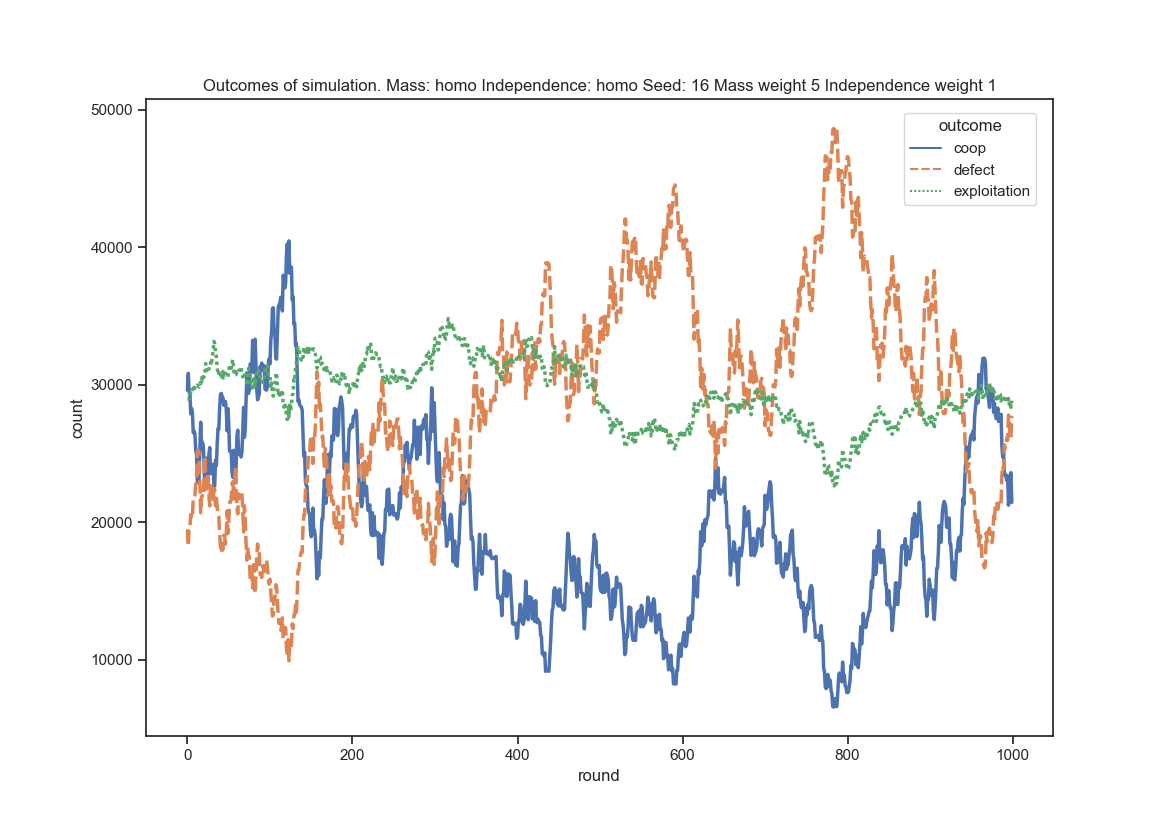 Outcomes of simulation. Mass: homo Independence: homo Seed: 16 Mass weight 5 Independence weight 1
50000
40000
30000
20000
10000
count
outcome
coop
defect
exploitation
0
200
400
600
800
1000
round